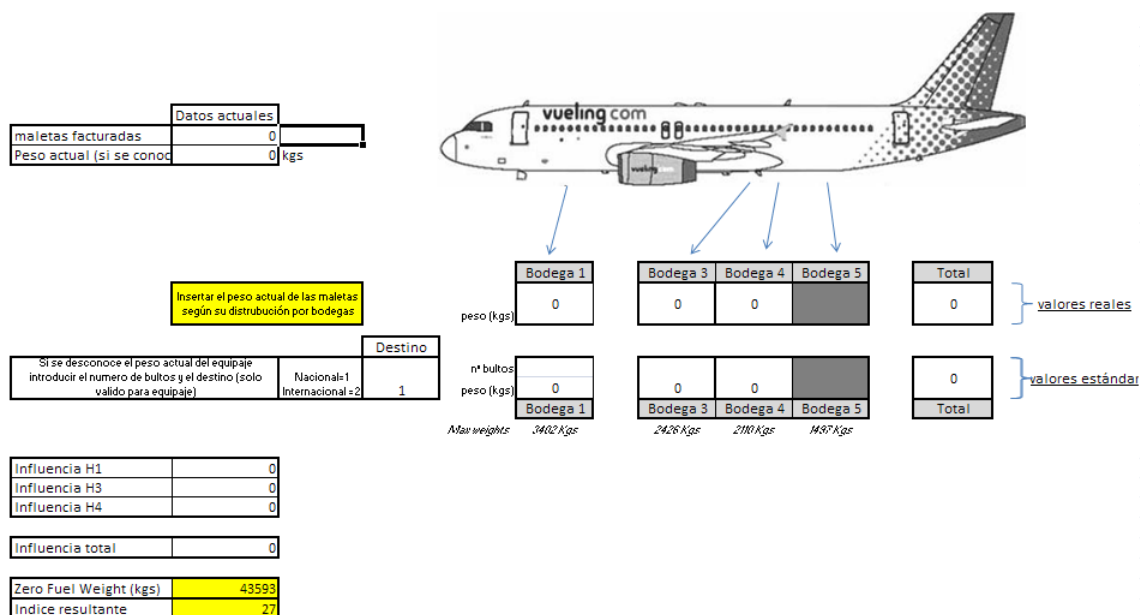 vueling.com
Datos actuales
maletas facturadas 0
Peso actual (si se conoc 0 kgs
vueling.com
Bodega 1 Bodega 3 Bodega 4 Bodega 5 Total
Insertar el peso actual de las maletas
según su distrubución por bodegas
peso (kgs) 0 0 0 0 valores reales
Destino
Si se desconoce el peso actual del equipaje
introducir el numero de bultos y el destino (solo
valido para equipaje)
Nacional=1
Internacional =2
1
nº bultos
peso (kgs) 0 0 0 0 valores estándar
Bodega 1 Bodega 3 Bodega 4 Bodega 5 Total
Max weights 3402 Kgs 2426 Kgs 2110 Kgs 1497 Kgs
Influencia H1 0
Influencia H3 0
Influencia H4 0
Influencia total 0
Zero Fuel Weight (kgs) 43593
Indice resultante 27